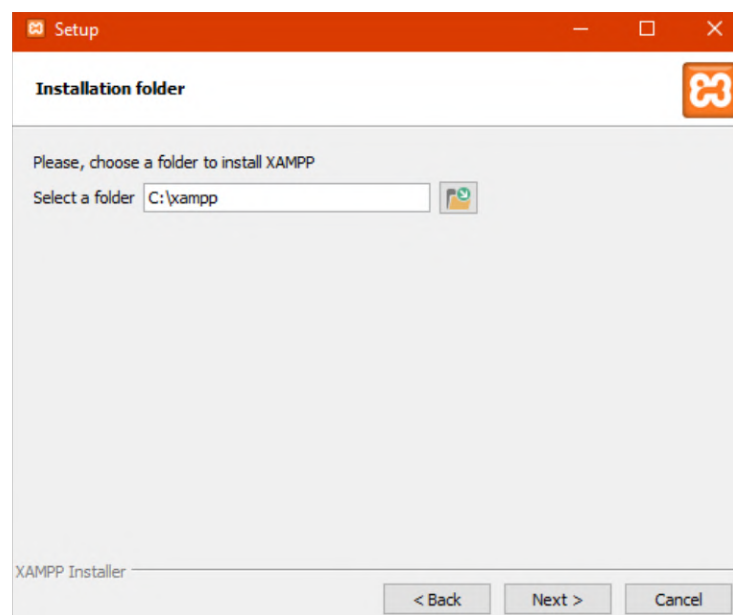 Setup
Installation folder
Please, choose a folder to install XAMPP
Select a folder C:\xampp
XAMPP Installer
< Back Next > Cancel